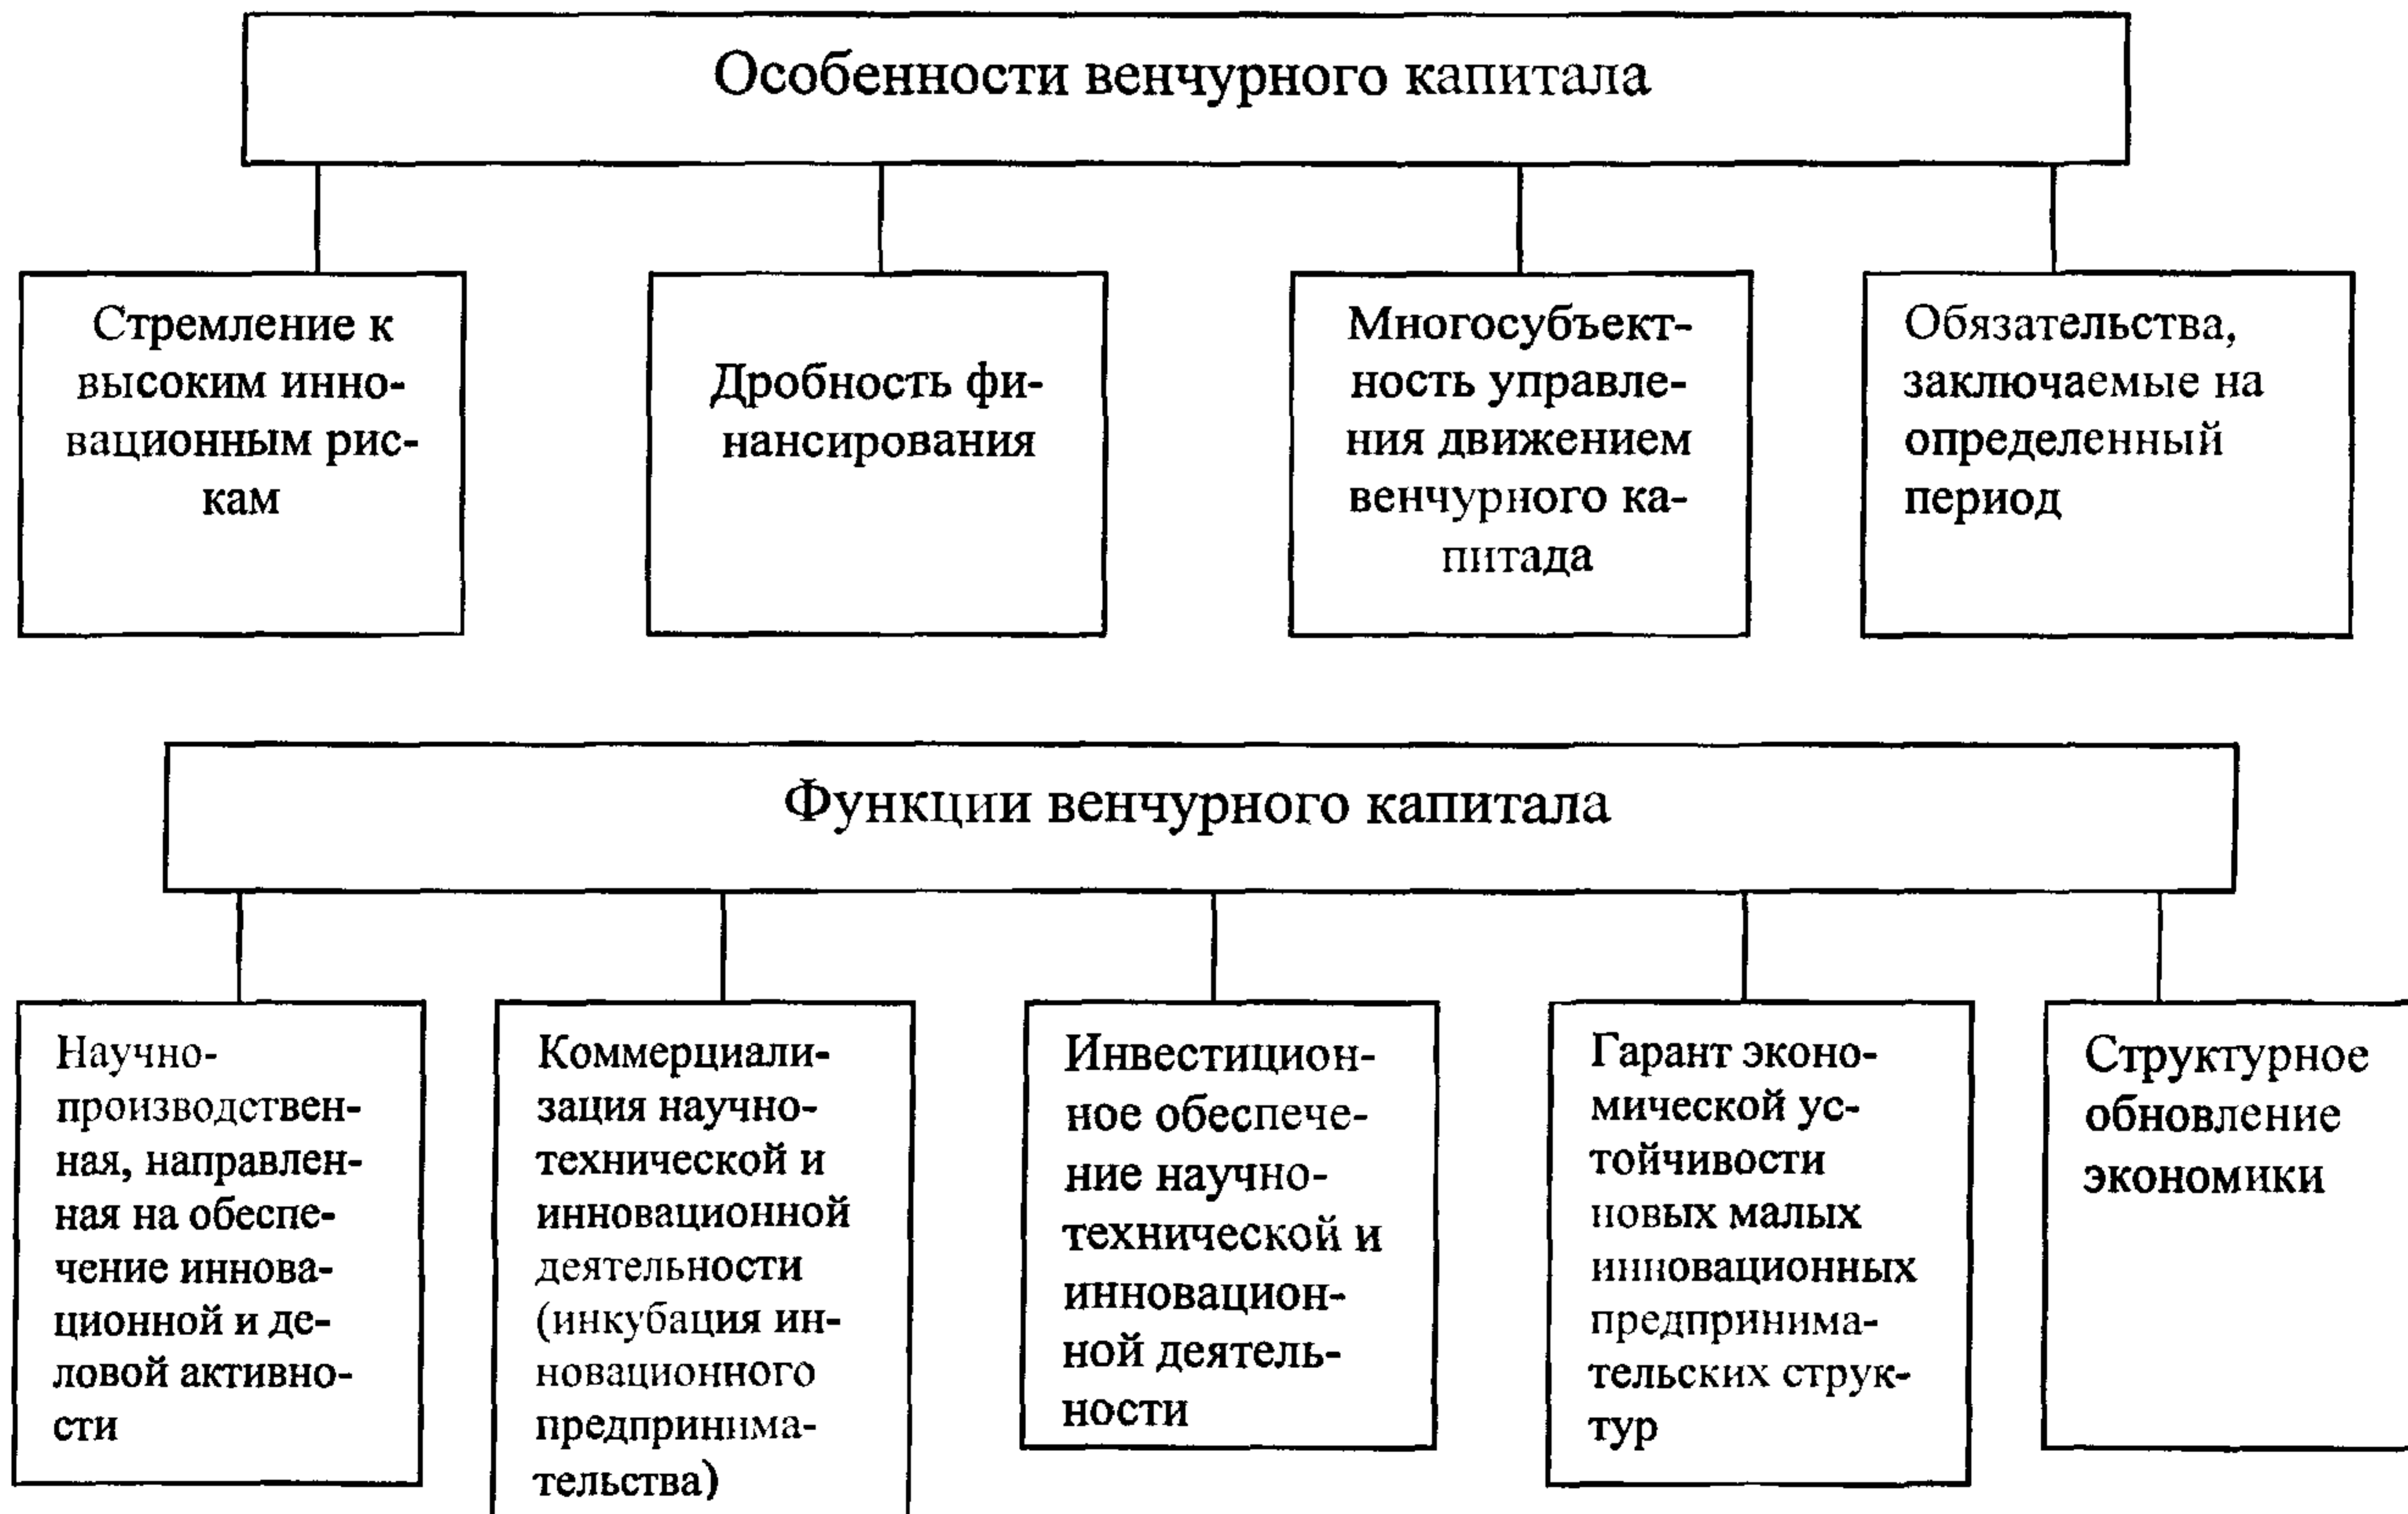 Особенности венчурного капитала
Стремление к
высоким инно-
вационным рис-
кам
Дробность фи-
нансирования
Многосубъект-
ность управле-
ния движением
венчурного ка-
питада
Обязательства,
заключаемые на
определенный
период
Функции венчурного капитала
Научно-
производствен-
ная, направлен-
ная на обеспе-
чение иннова-
ционной и де-
ловой активно-
сти
Коммерциали-
зация научно-
технической и
инновационной
деятельности
(инкубация ин-
новационного
предпринима-
тельства)
Инвестицион-
ное обеспече-
ние научно-
технической и
инновацион-
ной деятель-
ности
Гарант эконо-
мической ус-
тойчивости
новых малых
инновационных
предпринима-
тельских струк-
тур
Структурное
обновление
экономики